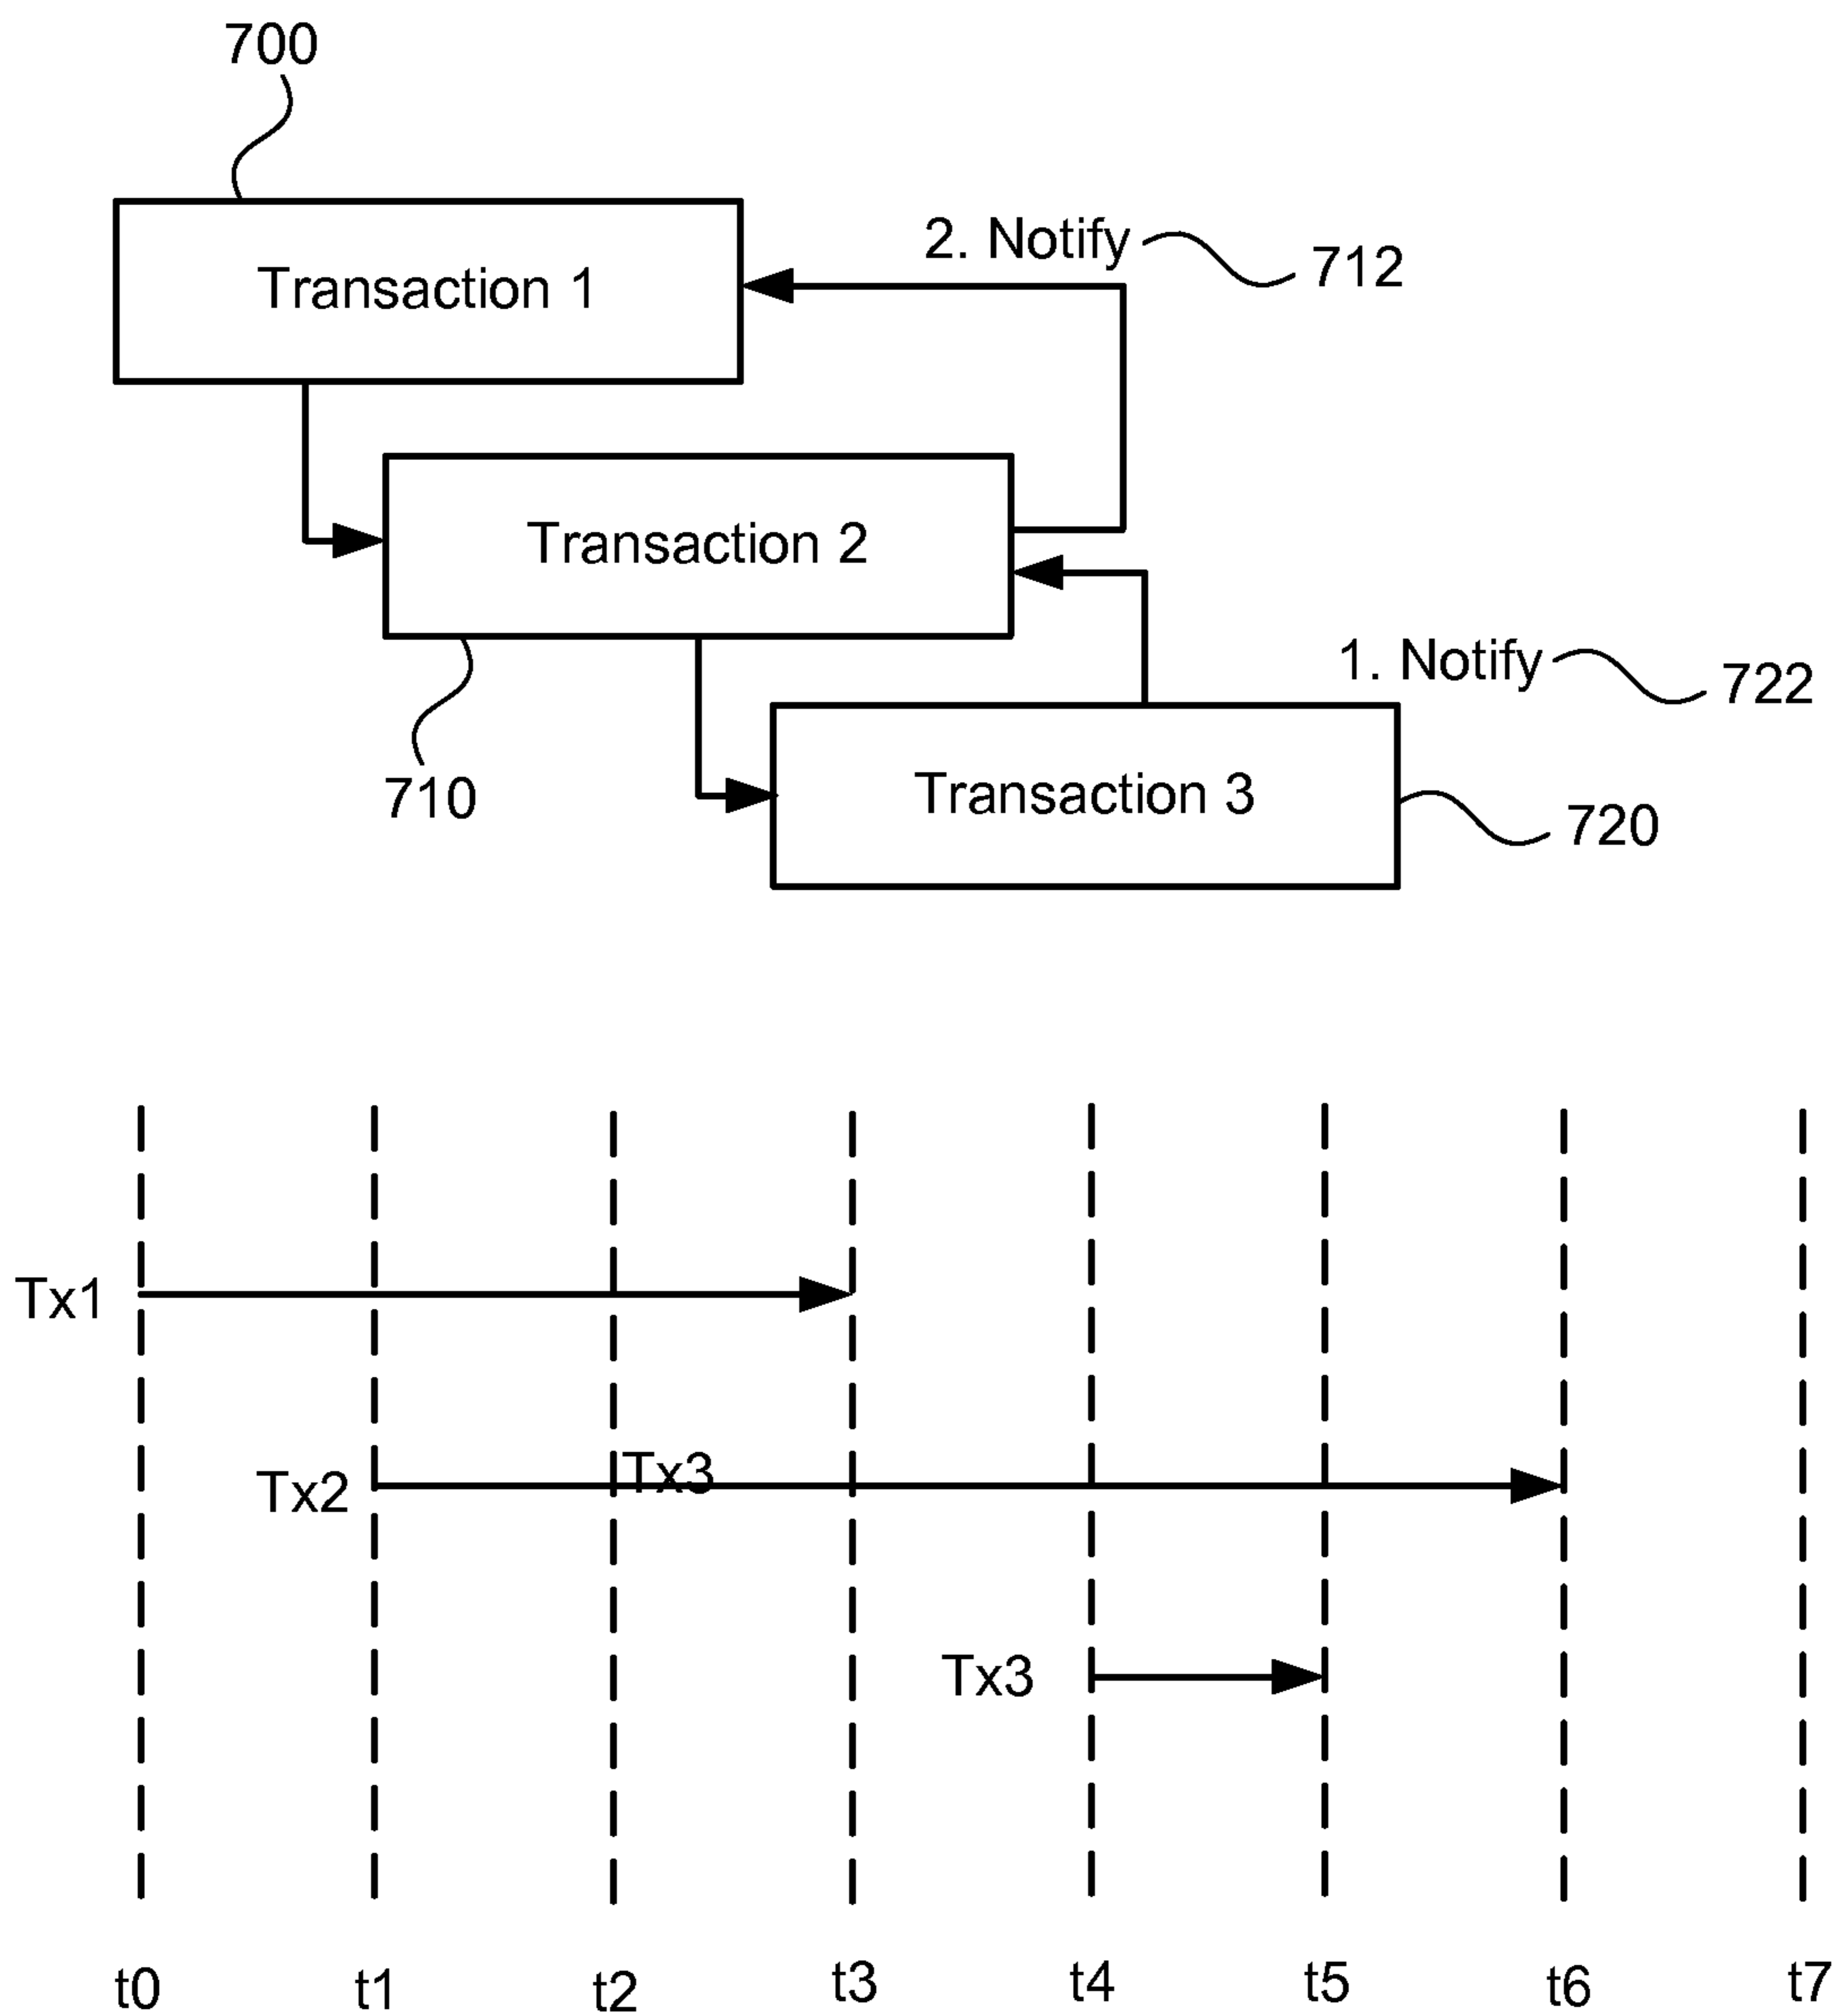 700
2. Notify
712
Transaction 1
Transaction 2
1. Notify
722
710
Transaction 3
720
Tx1
Tx3
Tx2
Tx3
t0
t1
t2
t3
t4
t5
t6
t7